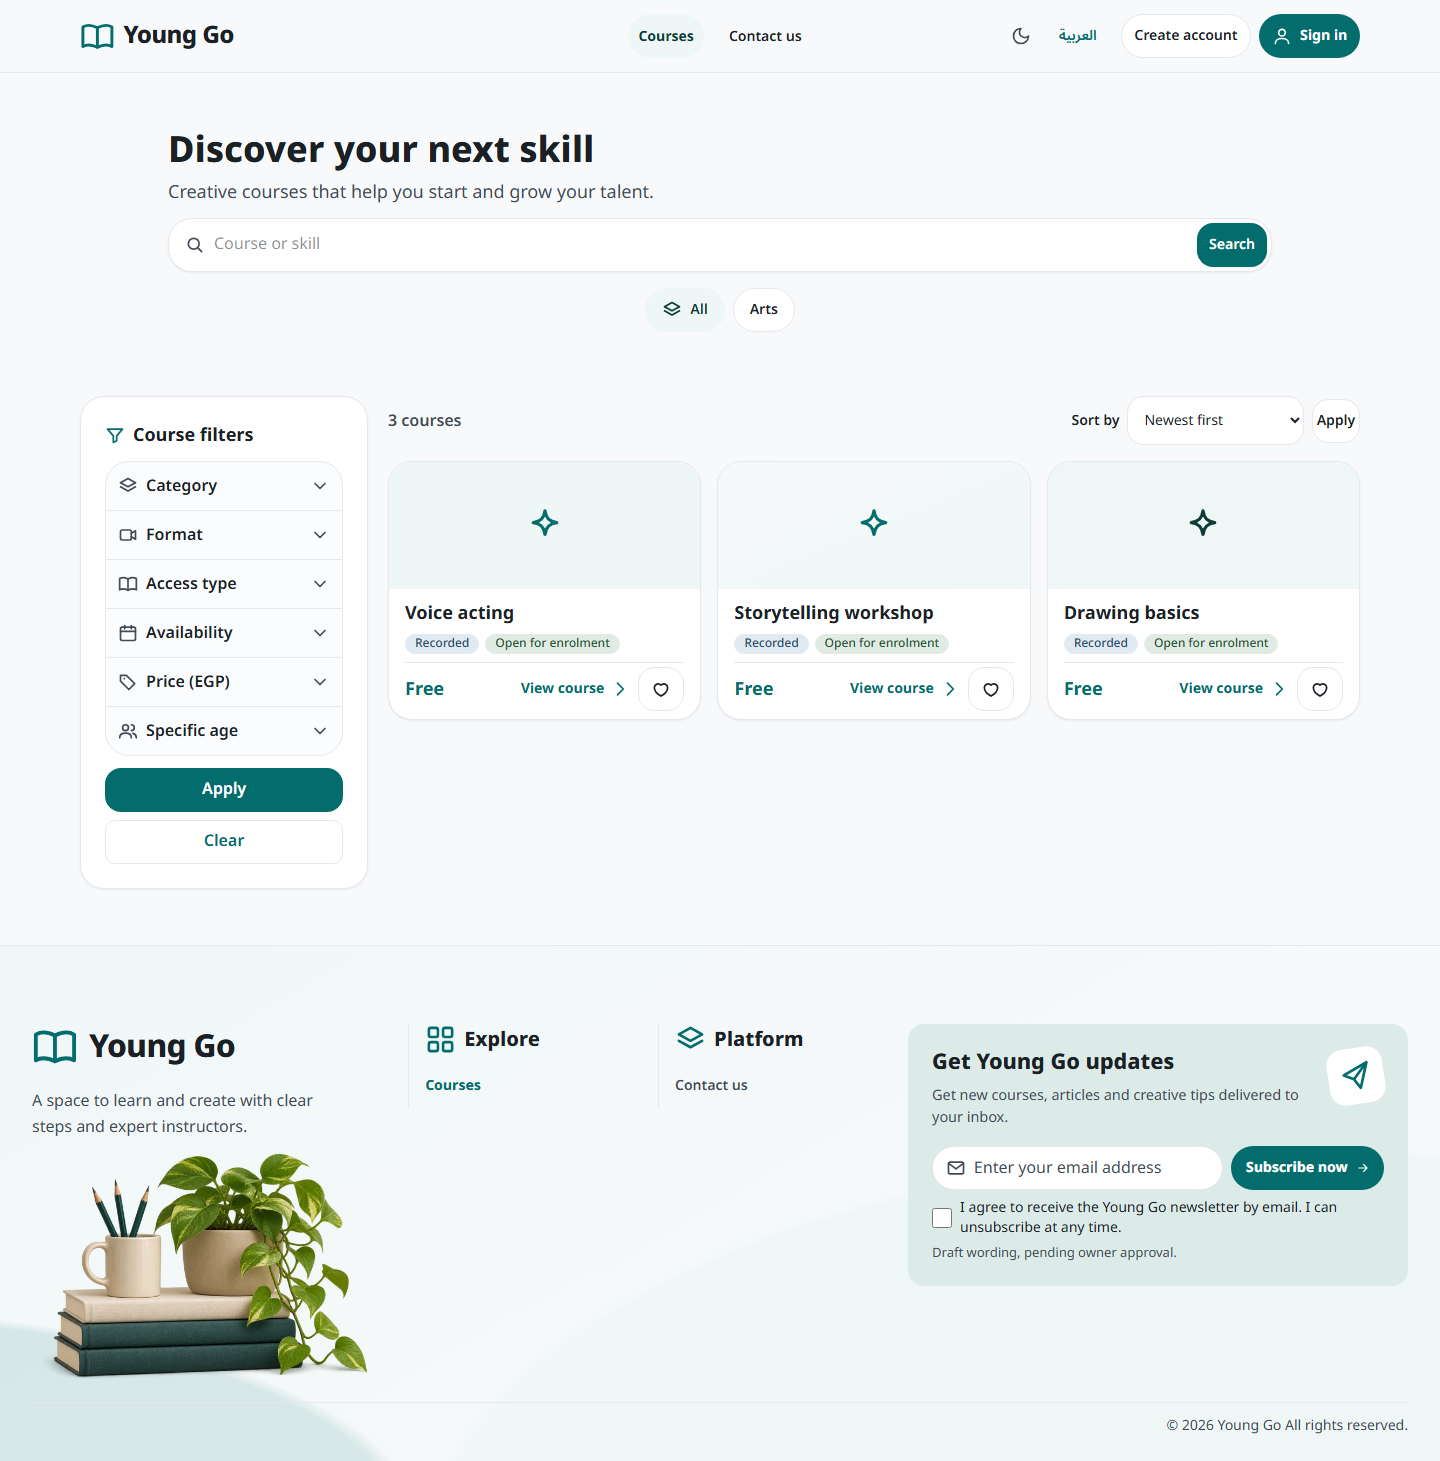 Young Go
Courses
Contact us
العربية
Create account
Sign in
Discover your next skill
Creative courses that help you start and grow your talent.
Course or skill
Search
All
Arts
Course filters
Category
Format
Access type
Availability
Price (EGP)
Specific age
Apply
Clear
3 courses
Sort by
Newest first
Apply
Voice acting
Recorded
Open for enrolment
Free
View course
Storytelling workshop
Recorded
Open for enrolment
Free
View course
Drawing basics
Recorded
Open for enrolment
Free
View course
Young Go
A space to learn and create with clear
steps and expert instructors.
Explore
Courses
Platform
Contact us
Get Young Go updates
Get new courses, articles and creative tips delivered to
your inbox.
Enter your email address
Subscribe now
I agree to receive the Young Go newsletter by email. I can
unsubscribe at any time.
Draft wording, pending owner approval.
© 2026 Young Go All rights reserved.